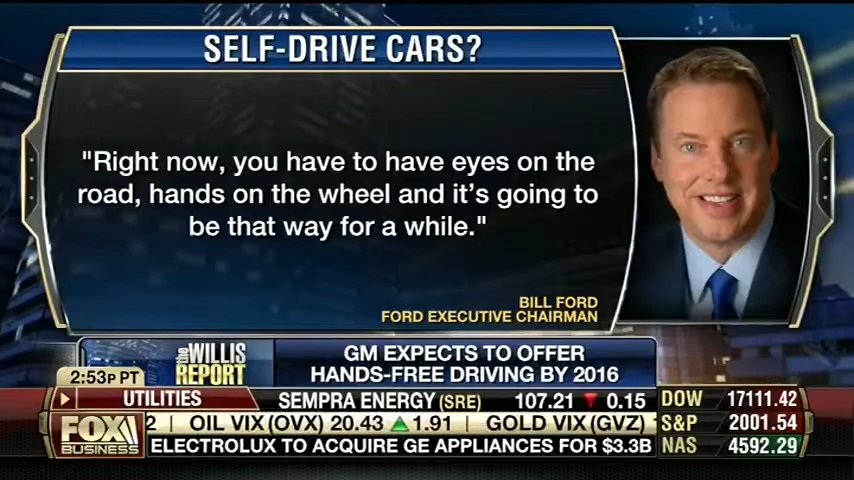 SELF-DRIVE CARS?
"Right now, you have to have eyes on the
road, hands on the wheel and it's going to
be that way for a while."
BILL FORD
FORD EXECUTIVE CHAIRMAN
the WILLIS
REPORT
GM EXPECTS TO OFFER
HANDS-FREE DRIVING BY 2016
2:53P PT
UTILITIES
SEMPRA ENERGY (SRE) 107.21 ▼ 0.15
DOW 17111.42
2 | OIL VIX (OVX) 20.43 ▲ 1.91 | GOLD VIX (GVZ)
S&P 2001.54
FOX
BUSINESS
ELECTROLUX TO ACQUIRE GE APPLIANCES FOR $3.3B
NAS 4592.29